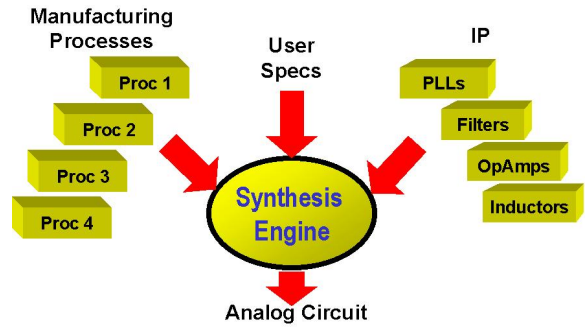 Manufacturing
Processes
Proc 1
Proc 2
Proc 3
Proc 4
User
Specs
IP
PLLs
Filters
OpAmps
Inductors
Synthesis
Engine
Analog Circuit